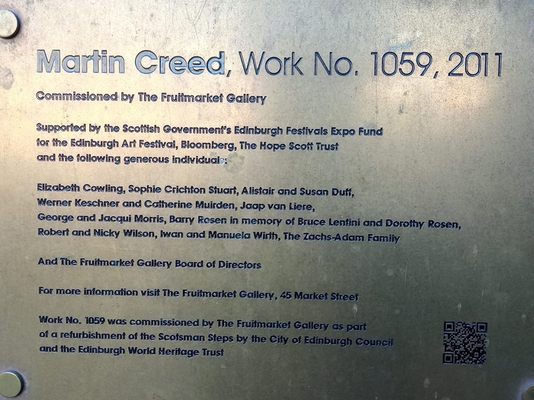 Martin Creed, Work No. 1059, 2011
Commissioned by The Fruitmarket Gallery
Supported by the Scottish Government's Edinburgh Festivals Expo Fund
for the Edinburgh Art Festival, Bloomberg, The Hope Scott Trust
and the following generous individuals:
Elizabeth Cowling, Sophie Crichton Stuart, Alistair and Susan Duff,
Werner Keschner and Catherine Muirden, Jaap van Liere,
George and Jacqui Morris, Barry Rosen in memory of Bruce Lentini and Dorothy Rosen,
Robert and Nicky Wilson, Iwan and Manuela Wirth, The Zachs-Adam Family
And The Fruitmarket Gallery Board of Directors
For more information visit The Fruitmarket Gallery, 45 Market Street
Work No. 1059 was commissioned by The Fruitmarket Gallery as part
of a refurbishment of the Scotsman Steps by the City of Edinburgh Council
and the Edinburgh World Heritage Trust